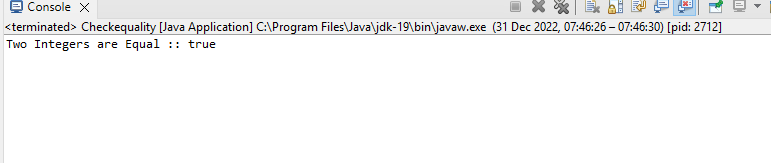 Console
<terminated> Checkequality [Java Application] C:\Program Files\Java\jdk-19\bin\javaw.exe (31 Dec 2022, 07:46:26 – 07:46:30) [pid: 2712]
Two Integers are Equal :: true